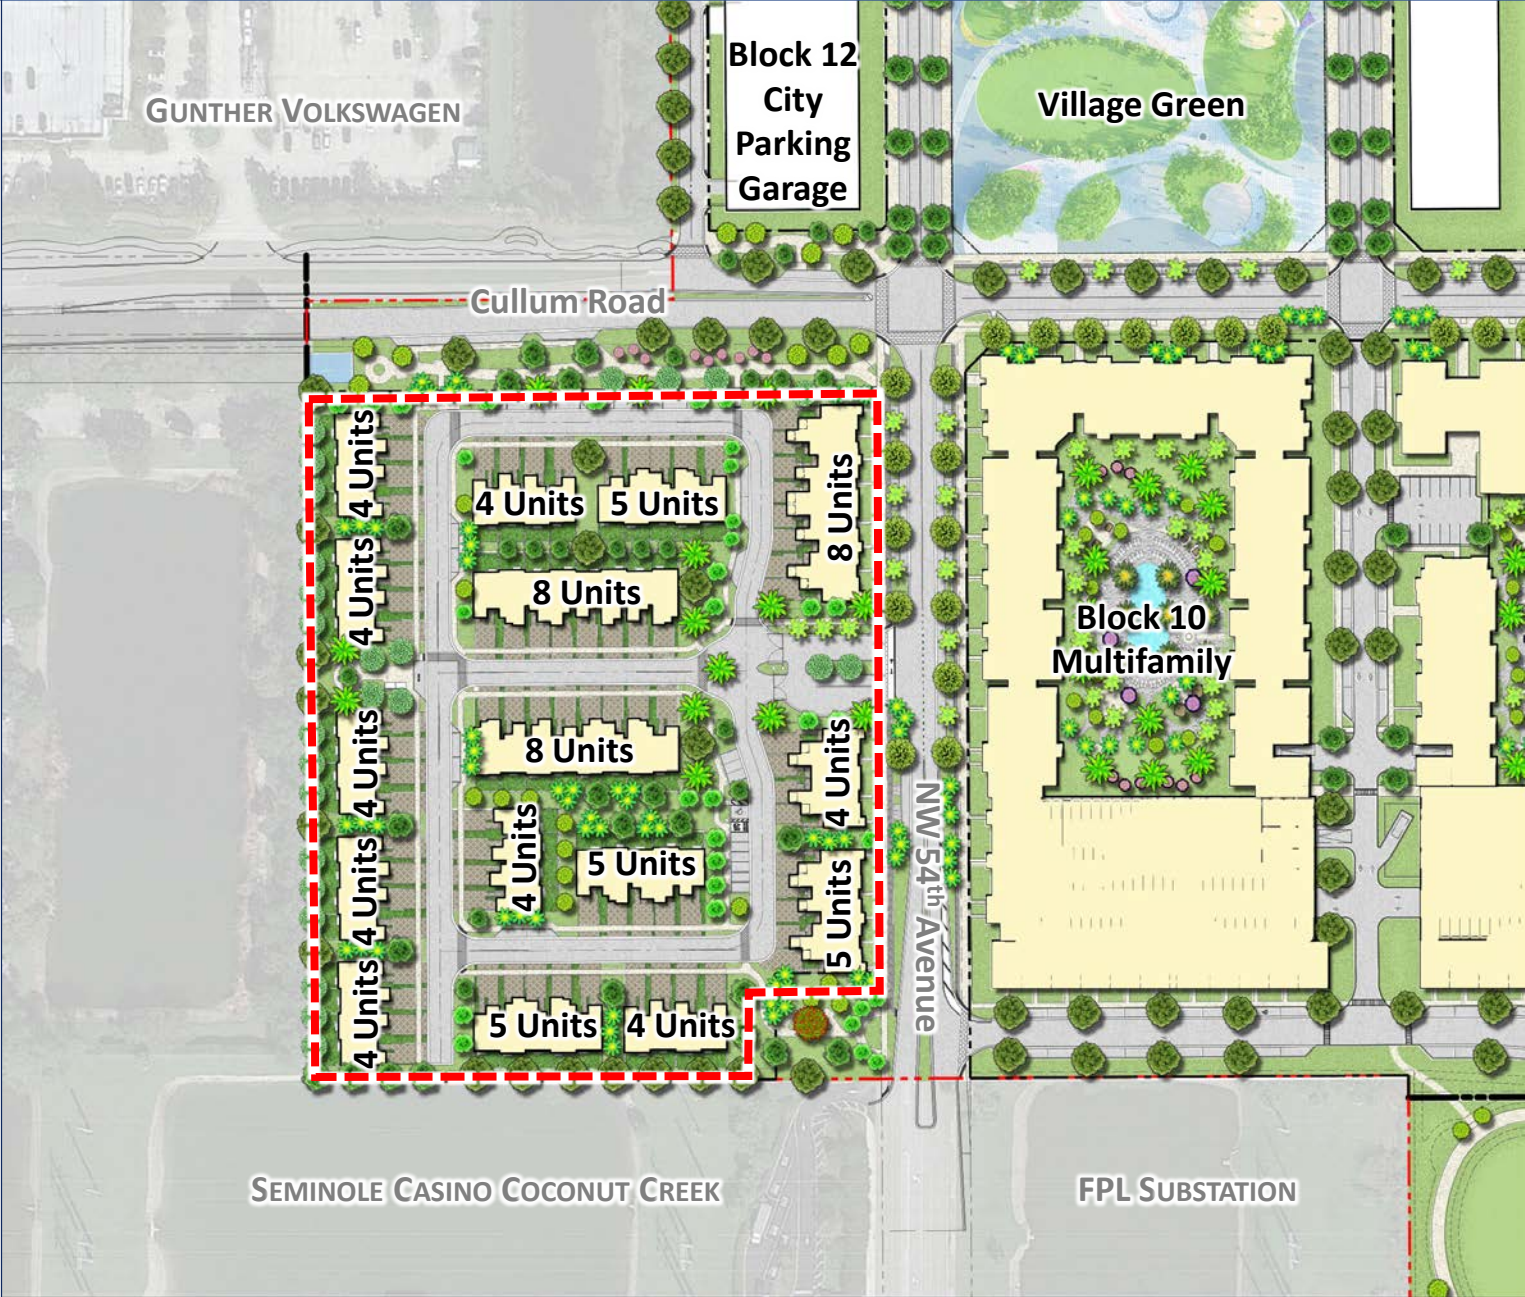 Block 12
City
Parking
Garage
Village Green
GUNTHER VOLKSWAGEN
Cullum Road
4 Units
4 Units
5 Units
8 Units
4 Units
8 Units
Block 10
Multifamily
4 Units
8 Units
4 Units
4 Units
4 Units
5 Units
5 Units
NW 54th Avenue
4 Units
5 Units
4 Units
SEMINOLE CASINO COCONUT CREEK
FPL SUBSTATION